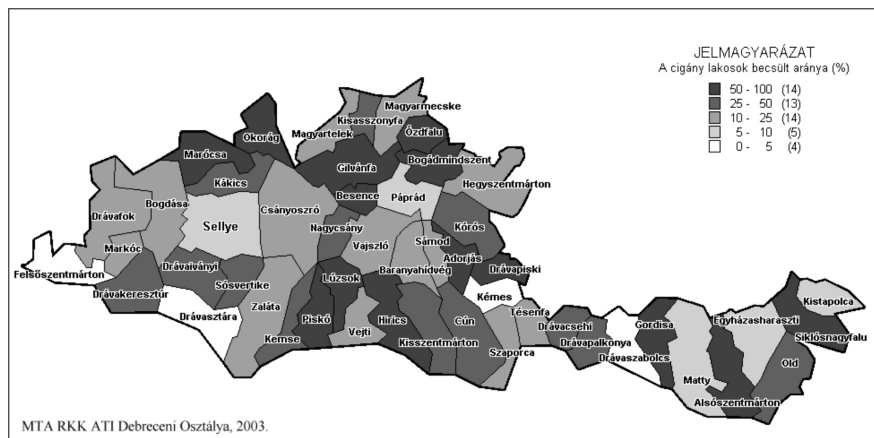 JELMAGYARÁZAT
A cigány lakosok becsült aránya (%)
50 - 100 (14)
25 - 50 (13)
10 - 25 (14)
5 - 10 (5)
0 - 5 (4)
Magyarmecske
Kisasszonyfa
Magyartelek
Ózdfalu
Okorág
Marócsa
Gilvánfa
Bogádmindszent
Kákics
Hegyszentmárton
Besence
Páprád
Bogdása
Drávafok
Csányoszró
Sellye
Nagycsány
Kórós
Vajszló
Sámod
Markóc
Adorjás
Drávaiványi
Felsőszentmárton
Baranyahídvég
Drávapiski
Lúzsok
Sósvertike
Drávakeresztúr
Kémes
Zaláta
Kistapolca
Tésenfa
Drávasztára
Piskó
Hirics
Cún
Egyházasharaszti
Gordisa
Drávacsehi
Vejti
Kemse
Siklósnagyfalu
Kisszentmárton
Drávapalkonya
Szaporca
Drávaszabolcs
Old
Matty
Alsószentmárton
MTA RKK ATI Debreceni Osztálya, 2003.